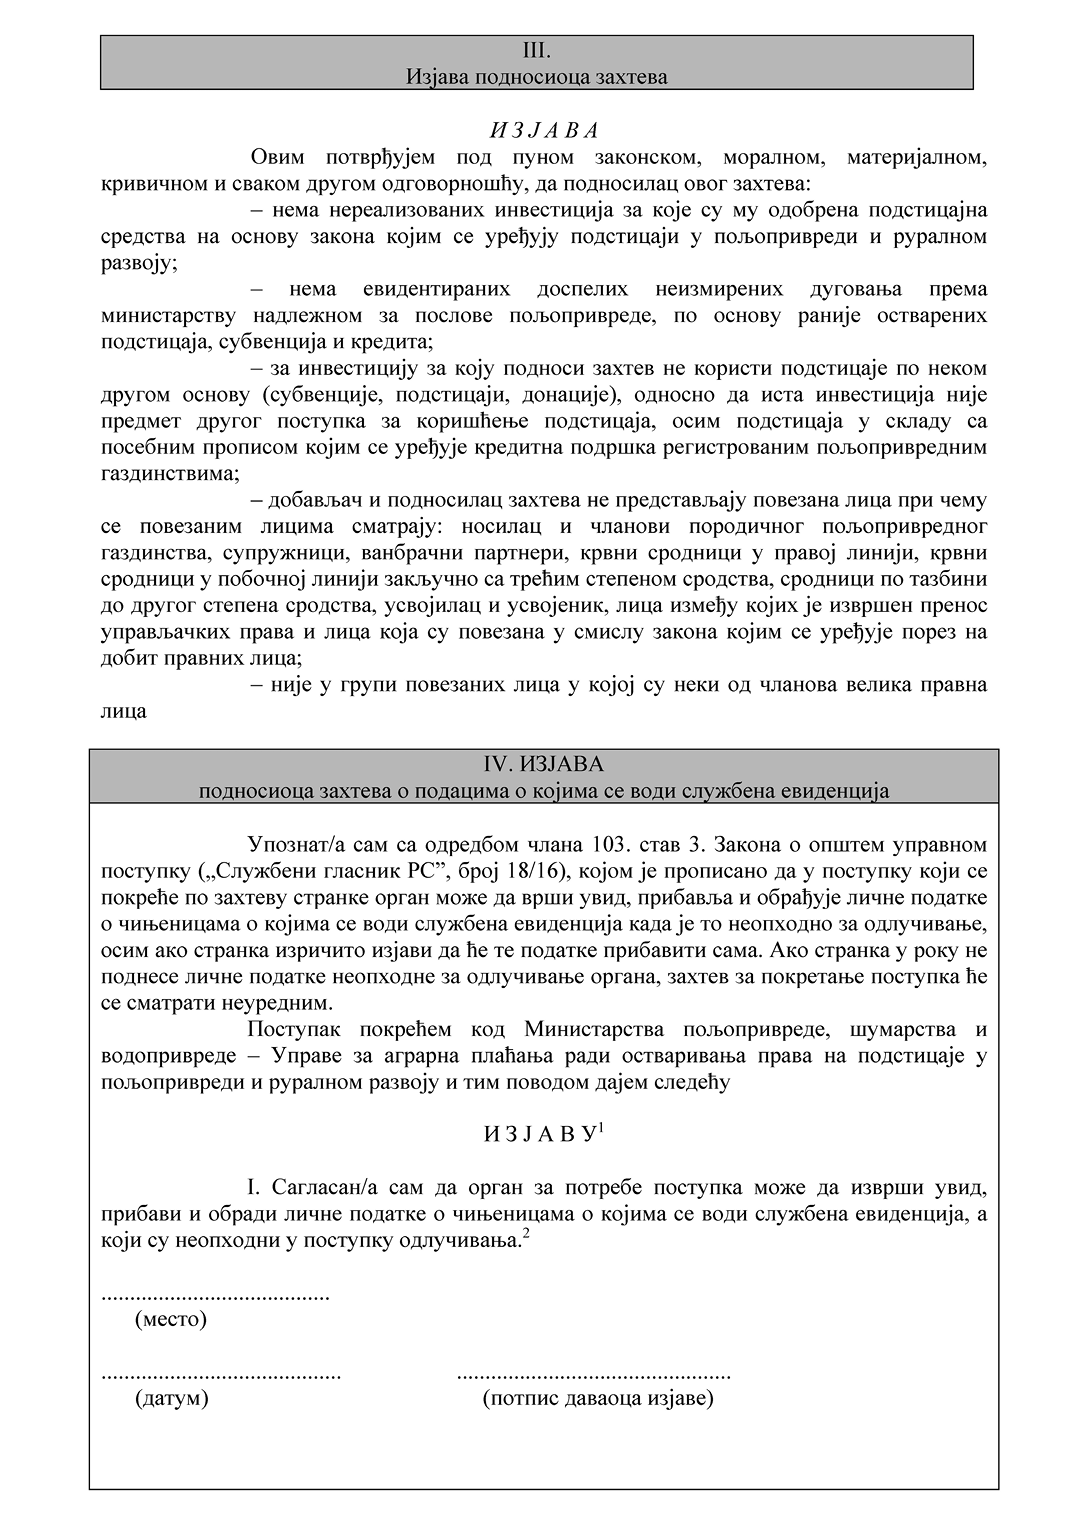 III.
Изјава подносиоца захтева
И З Ј А В А
Овим потврђујем под пуном законском, моралном, материјалном,
кривичном и сваком другом одговорношћу, да подносилац овог захтева:
– нема нереализованих инвестиција за које су му одобрена подстицајна
средства на основу закона којим се уређују подстицаји у пољопривреди и руралном
развоју;
– нема евидентираних доспелих неизмирених дуговања према
министарству надлежном за послове пољопривреде, по основу раније остварених
подстицаја, субвенција и кредита;
– за инвестицију за коју подноси захтев не користи подстицаје по неком
другом основу (субвенције, подстицаји, донације), односно да иста инвестиција није
предмет другог поступка за коришћење подстицаја, осим подстицаја у складу са
посебним прописом којим се уређује кредитна подршка регистрованим пољопривредним
газдинствима;
– добављач и подносилац захтева не представљају повезана лица при чему
се повезаним лицима сматрају: носилац и чланови породичног пољопривредног
газдинства, супружници, ванбрачни партнери, крвни сродници у правој линији, крвни
сродници у побочној линији закључно са трећим степеном сродства, сродници по тазбини
до другог степена сродства, усвојилац и усвојеник, лица између којих је извршен пренос
управљачких права и лица која су повезана у смислу закона којим се уређује порез на
добит правних лица;
– није у групи повезаних лица у којој су неки од чланова велика правна
лица
IV. ИЗЈАВА
подносиоца захтева о подацима о којима се води службена евиденција
Упознат/а сам са одредбом члана 103. став 3. Закона о општем управном
поступку („Службени гласник РС”, број 18/16), којом је прописано да у поступку који се
покреће по захтеву странке орган може да врши увид, прибавља и обрађује личне податке
о чињеницама о којима се води службена евиденција када је то неопходно за одлучивање,
осим ако странка изричито изјави да ће те податке прибавити сама. Ако странка у року не
поднесе личне податке неопходне за одлучивање органа, захтев за покретање поступка ће
се сматрати неуредним.
Поступак покрећем код Министарства пољопривреде, шумарства и
водопривреде – Управе за аграрна плаћања ради остваривања права на подстицаје у
пољопривреди и руралном развоју и тим поводом дајем следећу
И З Ј А В У1
I. Сагласан/а сам да орган за потребе поступка може да изврши увид,
прибави и обради личне податке о чињеницама о којима се води службена евиденција, а
који су неопходни у поступку одлучивања.2
.......................................
(место)
......................................... ...............................................
(датум) (потпис даваоца изјаве)